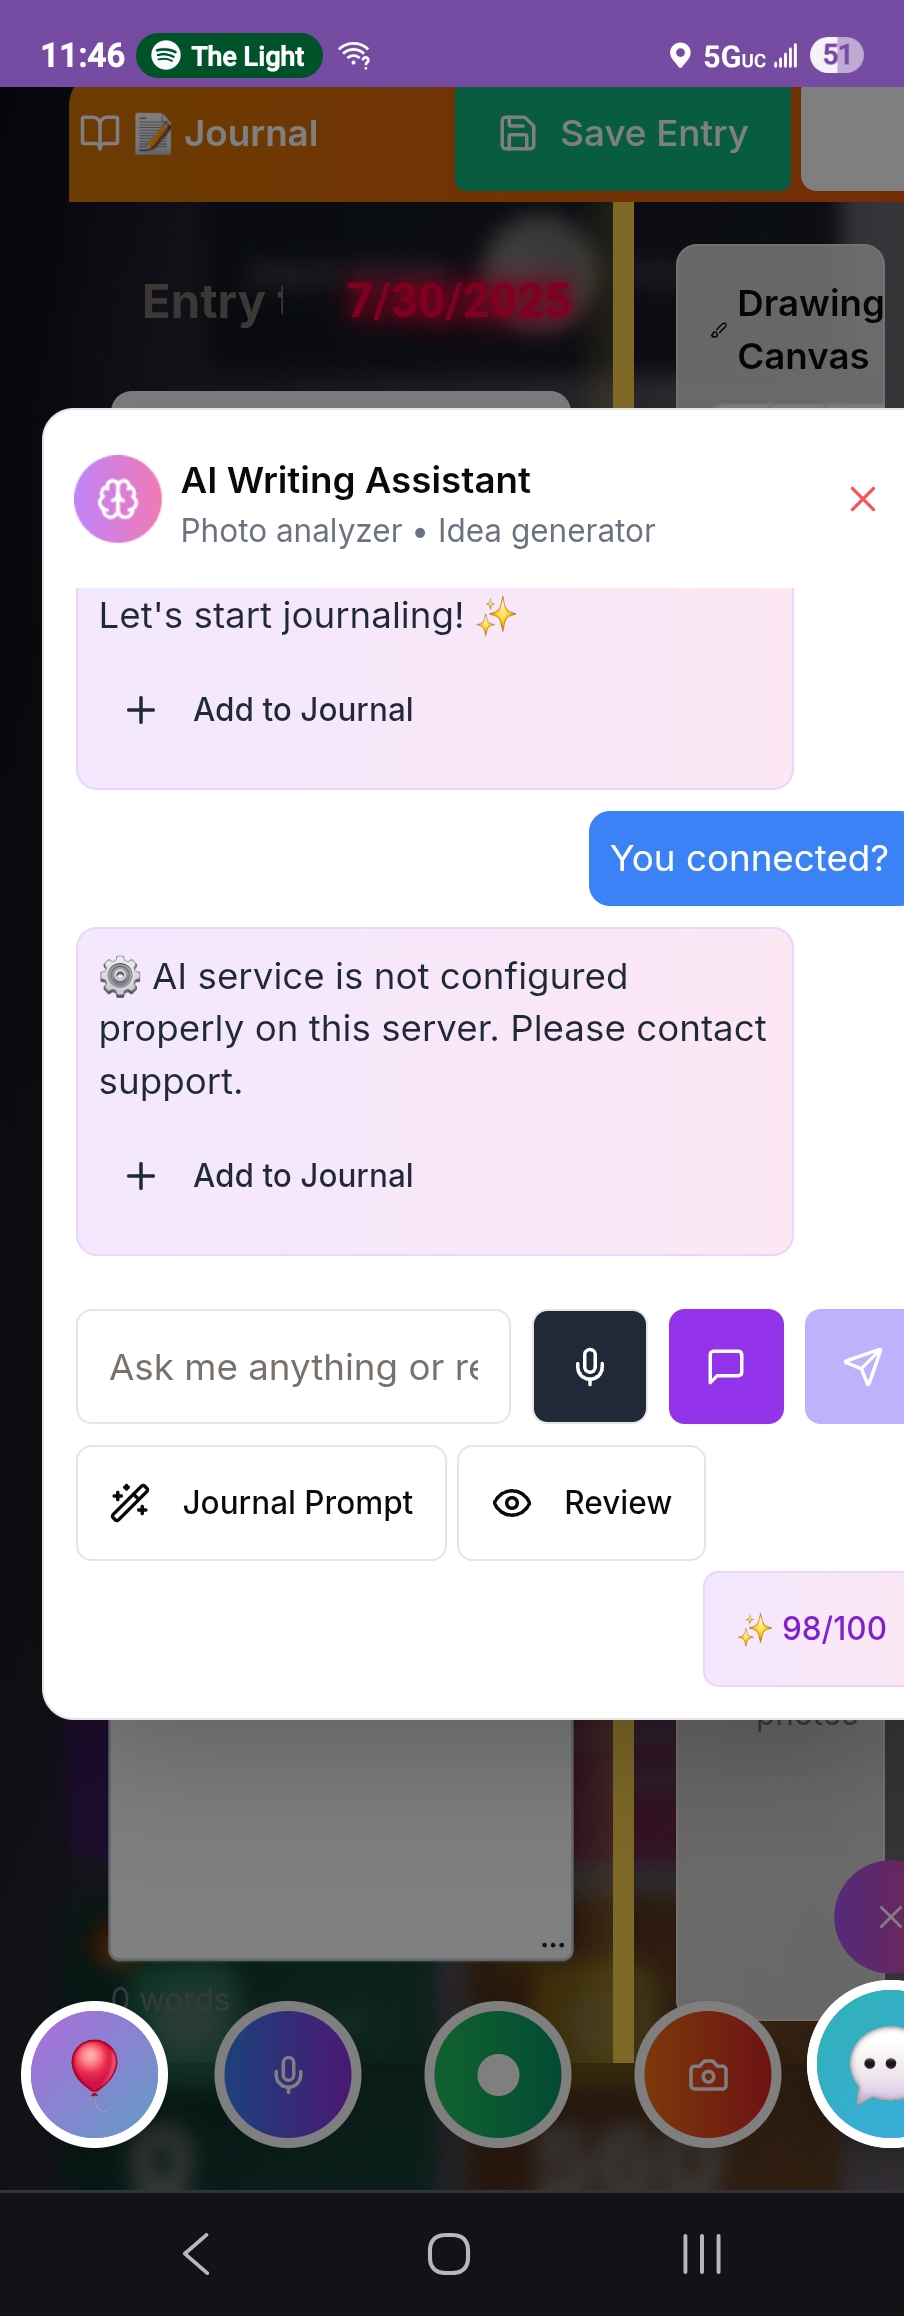 11:46 The Light 5GUC 51
📝 Journal Save Entry
Entry 7/30/2025
Drawing
Canvas
AI Writing Assistant
Photo analyzer • Idea generator
Let's start journaling! ✨
+ Add to Journal
You connected?
⚙️ AI service is not configured
properly on this server. Please contact
support.
+ Add to Journal
Ask me anything or re
Journal Prompt Review
✨ 98/100
photos
0 words